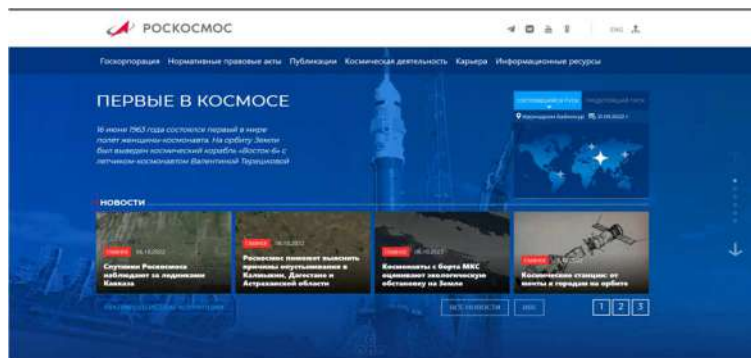 РОСКОСМОС
ENG
Госкорпорация Нормативные правовые акты Публикации Космическая деятельность Карьера Информационные ресурсы
ПЕРВЫЕ В КОСМОСЕ
16 июня 1963 года состоялся первый в мире
полет женщины-космонавта. На орбиту Земли
был выведен космический корабль «Восток-6» с
летчиком-космонавтом Валентиной Терешковой
НОВОСТИ
Спутники Роскосмоса
наблюдают за ледниками
Кавказа
Роскосмос поможет выяснить
причины опустынивания в
Калмыкии, Дагестане и
Астраханской области
Космонавты с борта МКС
оценивают экологическую
обстановку на Земле
Космические станции: от
мечты к городам на орбите
ВСЕ НОВОСТИ
1 2 3